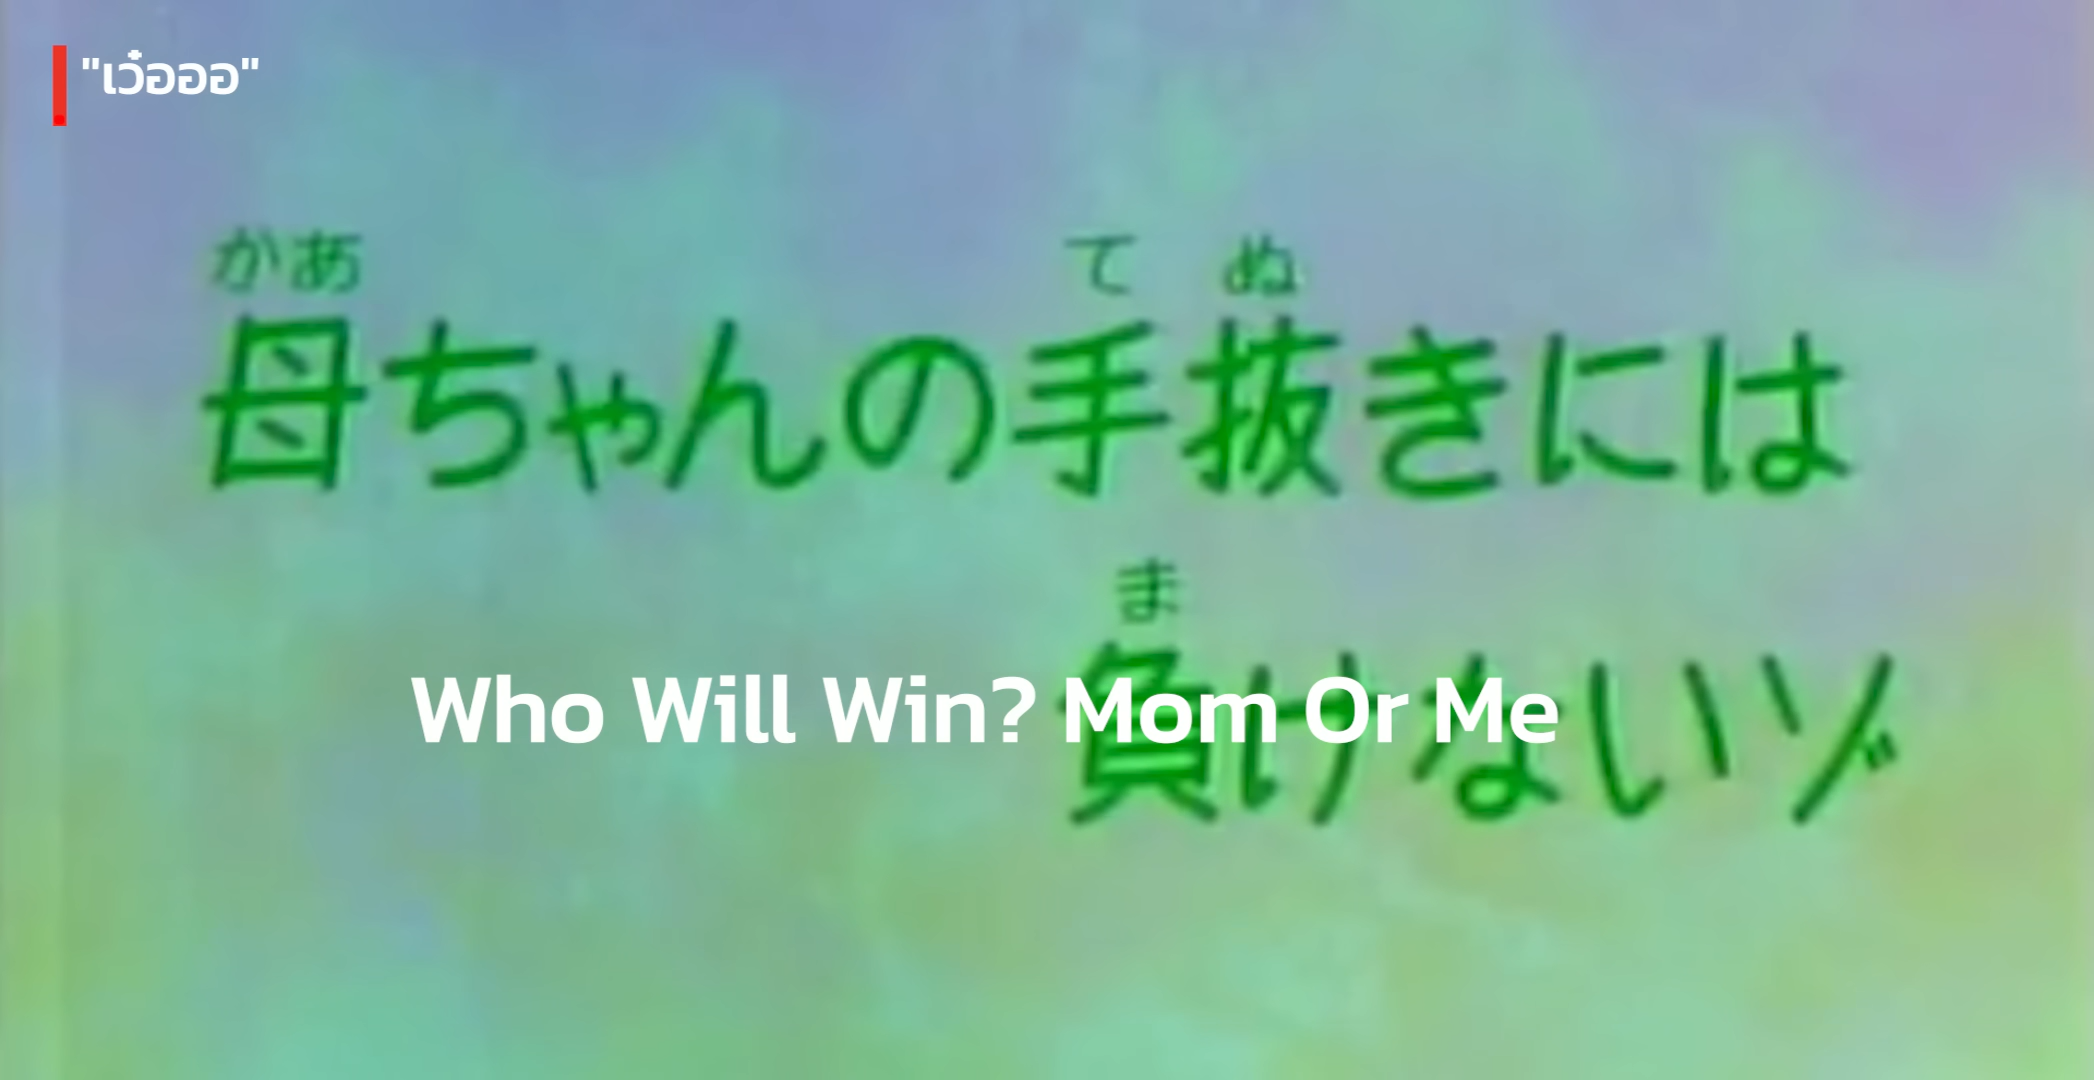 "เว๋อออ"
かあ て ぬ
母ちゃんの手抜きには
ま
負けないゾ
Who Will Win? Mom Or Me